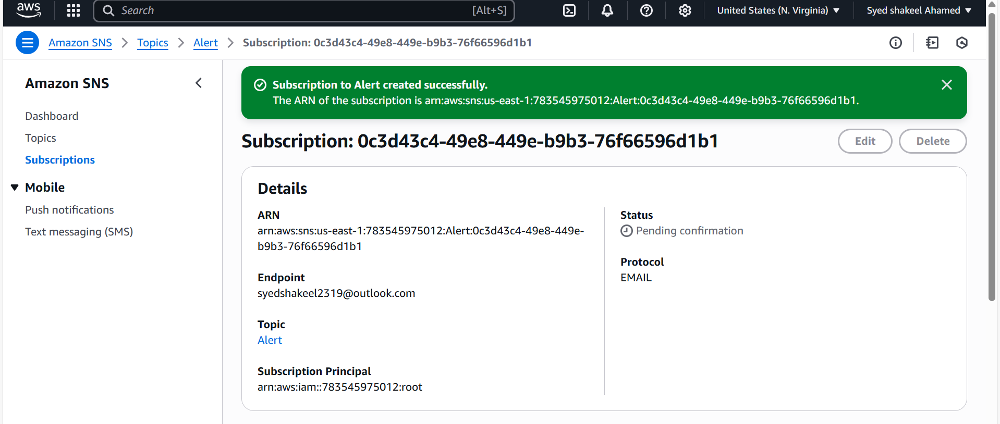 aws
Search [Alt+S]
United States (N. Virginia)
Syed shakeel Ahamed
Amazon SNS
Topics
Alert
Subscription: 0c3d43c4-49e8-449e-b9b3-76f66596d1b1
Amazon SNS
Dashboard
Topics
Subscriptions
Mobile
Push notifications
Text messaging (SMS)
Subscription to Alert created successfully.
The ARN of the subscription is arn:aws:sns:us-east-1:783545975012:Alert:0c3d43c4-49e8-449e-b9b3-76f66596d1b1.
Subscription: 0c3d43c4-49e8-449e-b9b3-76f66596d1b1
Edit
Delete
Details
ARN
arn:aws:sns:us-east-1:783545975012:Alert:0c3d43c4-49e8-449e-
b9b3-76f66596d1b1
Endpoint
syedshakeel2319@outlook.com
Topic
Alert
Subscription Principal
arn:aws:iam::783545975012:root
Status
Pending confirmation
Protocol
EMAIL